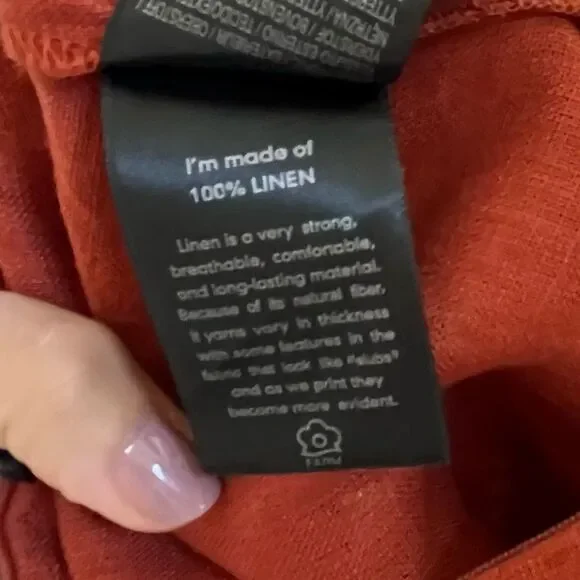 I'm made of
100% LINEN
Linen is a very strong,
breathable, comfortable,
and long-lasting material.
Because of its natural fiber,
it yarns vary in thickness
with some features in the
fabric that look like "slubs"
and as we print they
become more evident.
FARM